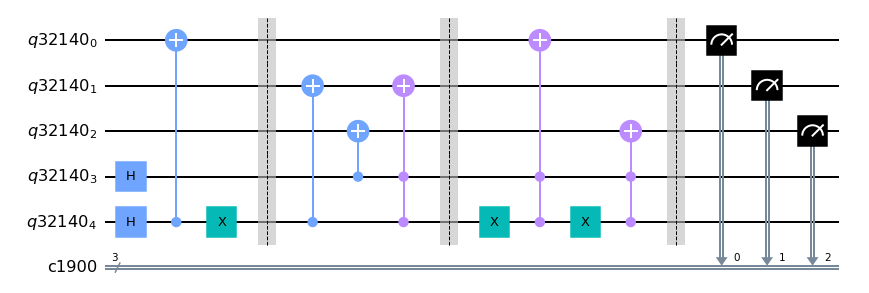 q32140₀
q32140₁
q32140₂
q32140₃ H
q32140₄ H X X X
c1900 3 0 1 2